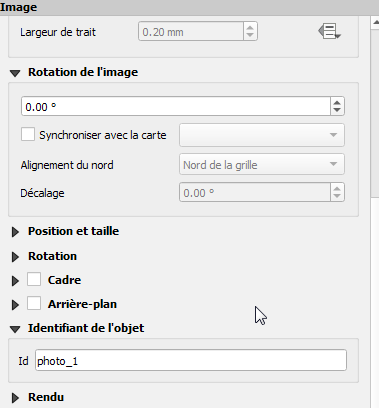 Image
Largeur de trait 0.20 mm
Rotation de l'image
0.00 °
Synchroniser avec la carte
Alignement du nord Nord de la grille
Décalage 0.00 °
Position et taille
Rotation
Cadre
Arrière-plan
Identifiant de l'objet
Id photo_1
Rendu